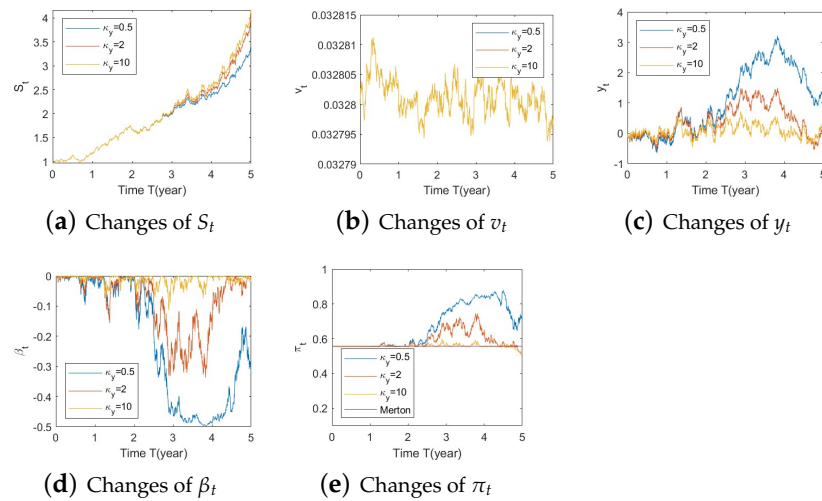 4
3.5
3
2.5
2
1.5
1
S_t
κ_y=0.5
κ_y=2
κ_y=10
0 1 2 3 4 5
Time T(year)
(a) Changes of S_t
0.032815
0.03281
0.032805
0.0328
0.032795
0.03279
v_t
κ_y=0.5
κ_y=2
κ_y=10
0 1 2 3 4 5
Time T(year)
(b) Changes of v_t
4
3
2
1
0
-1
y_t
κ_y=0.5
κ_y=2
κ_y=10
0 1 2 3 4 5
Time T(year)
(c) Changes of y_t
0
-0.1
-0.2
-0.3
-0.4
-0.5
β_t
κ_y=0.5
κ_y=2
κ_y=10
0 1 2 3 4 5
Time T(year)
(d) Changes of β_t
1
0.8
0.6
0.4
0.2
π_t
κ_y=0.5
κ_y=2
κ_y=10
Merton
0 1 2 3 4 5
Time T(year)
(e) Changes of π_t